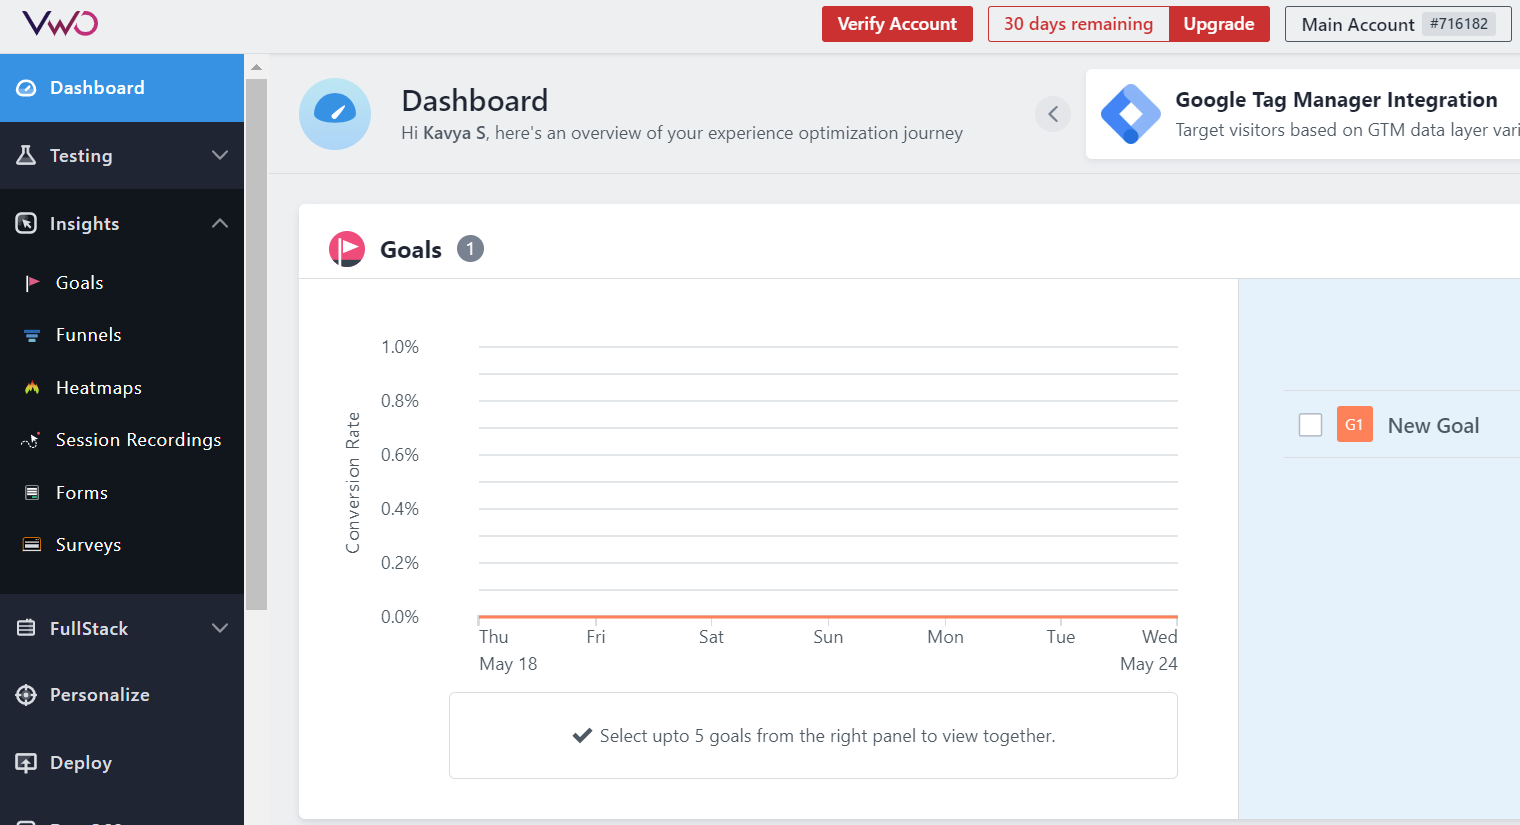 VWO
Verify Account
30 days remaining
Upgrade
Main Account #716182
Dashboard
Testing
Insights
Goals
Funnels
Heatmaps
Session Recordings
Forms
Surveys
FullStack
Personalize
Deploy
Dashboard
Hi Kavya S, here's an overview of your experience optimization journey
Google Tag Manager Integration
Target visitors based on GTM data layer vari
Goals 1
Conversion Rate
1.0%
0.8%
0.6%
0.4%
0.2%
0.0%
Thu Fri Sat Sun Mon Tue Wed
May 18 May 24
Select upto 5 goals from the right panel to view together.
G1 New Goal